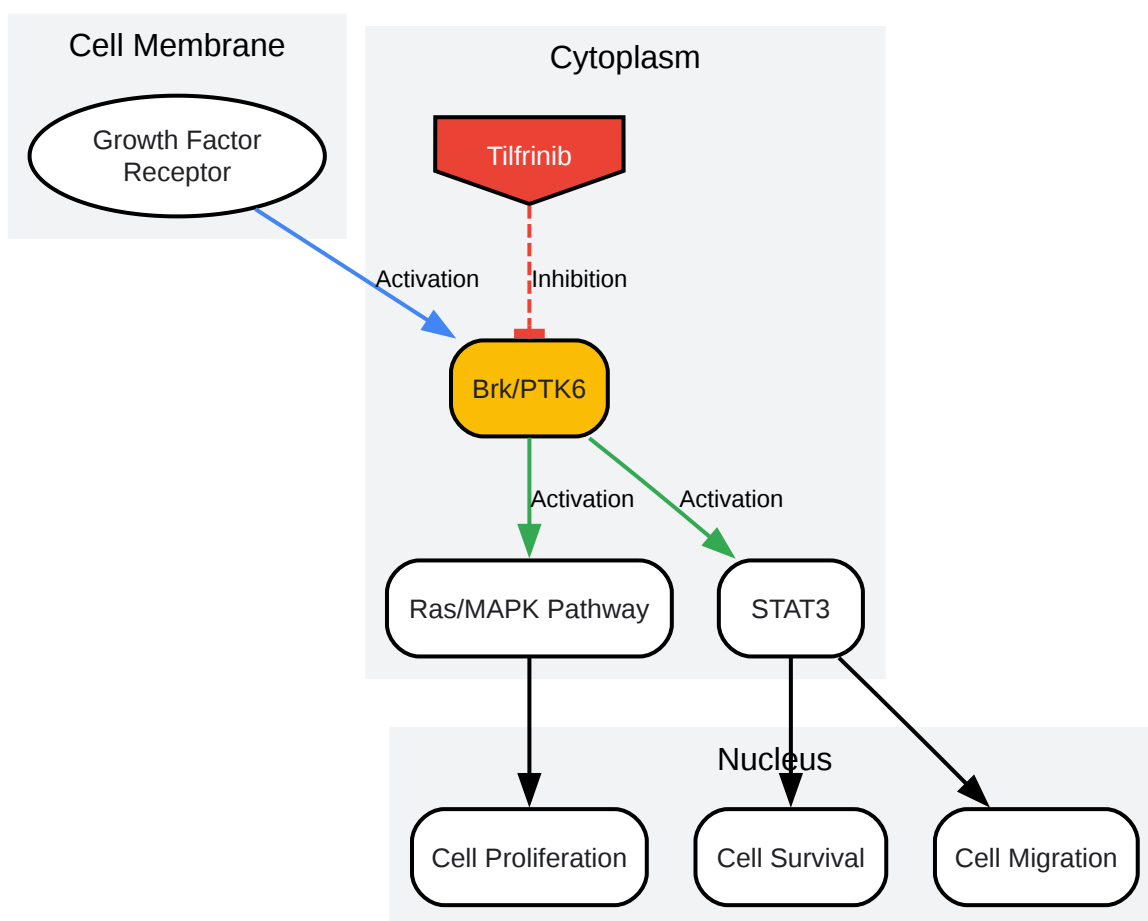 Cell Membrane
Growth Factor
Receptor
Cytoplasm
Tilfrinib
Activation
Inhibition
Brk/PTK6
Activation
Activation
Ras/MAPK Pathway
STAT3
Nucleus
Cell Proliferation
Cell Survival
Cell Migration